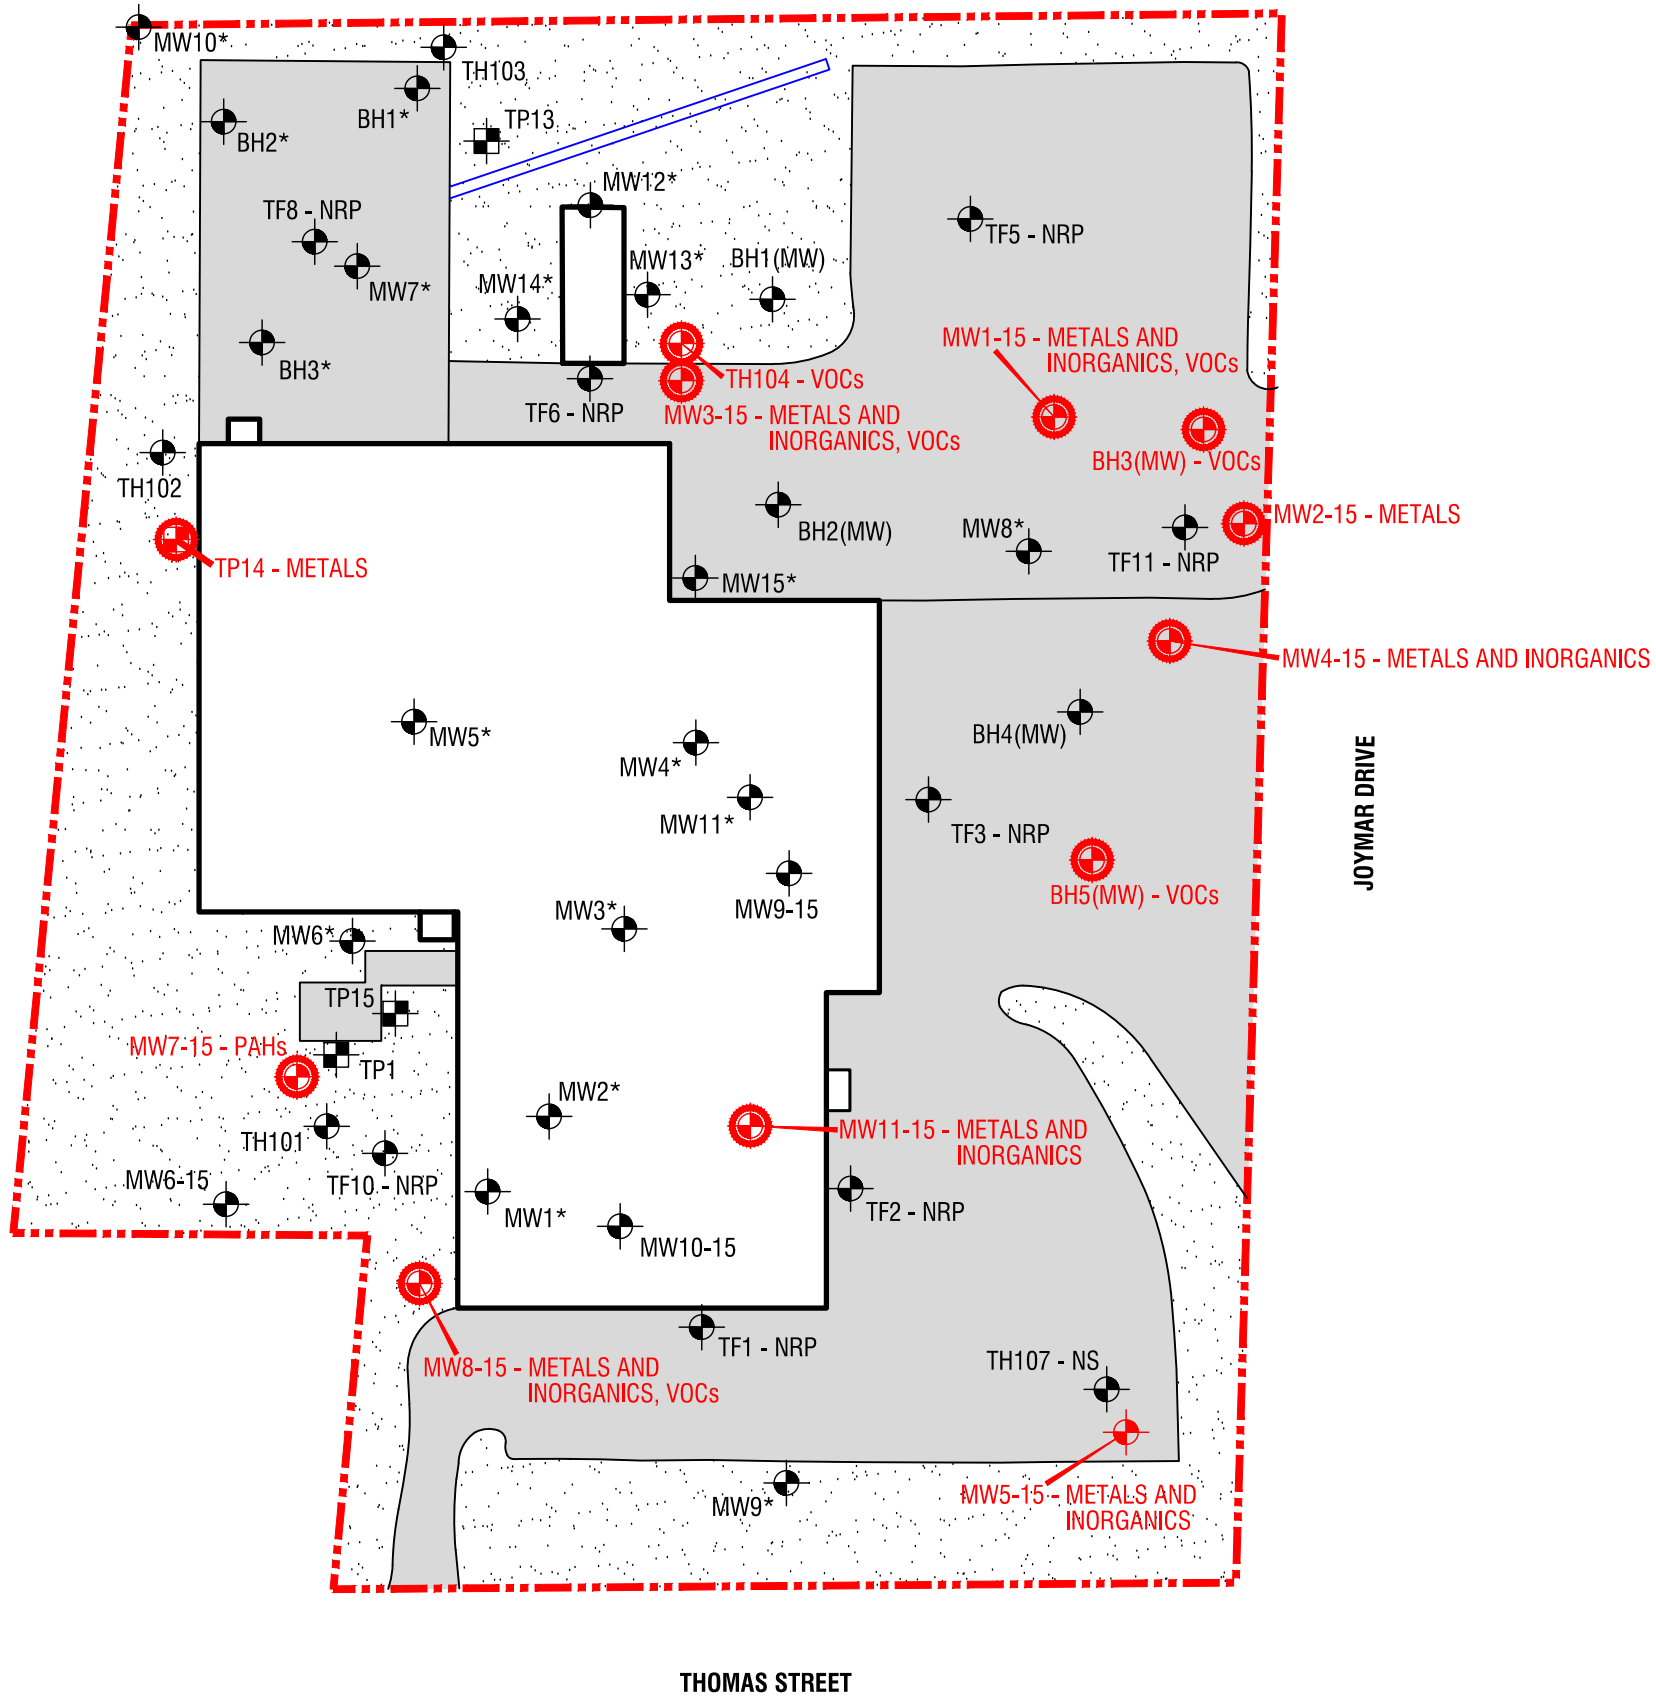 MW10*
TH103
BH1*
BH2*
TP13
MW12*
TF8 - NRP
TF5 - NRP
MW7*
MW14*
MW13*
BH1(MW)
BH3*
MW1-15 - METALS AND
INORGANICS, VOCs
TH104 - VOCs
TF6 - NRP
MW3-15 - METALS AND
INORGANICS, VOCs
BH3(MW) - VOCs
TH102
MW2-15 - METALS
BH2(MW)
MW8*
TF11 - NRP
TP14 - METALS
MW15*
MW4-15 - METALS AND INORGANICS
MW5*
BH4(MW)
MW4*
MW11*
TF3 - NRP
JOYMAR DRIVE
BH5(MW) - VOCs
MW9-15
MW3*
MW6*
TP15
MW7-15 - PAHs
TP1
MW2*
TH101
MW11-15 - METALS AND
INORGANICS
MW6-15
TF10 - NRP
MW1*
TF2 - NRP
MW10-15
TF1 - NRP
MW8-15 - METALS AND
INORGANICS, VOCs
TH107 - NS
MW9*
MW5-15 - METALS AND
INORGANICS
THOMAS STREET